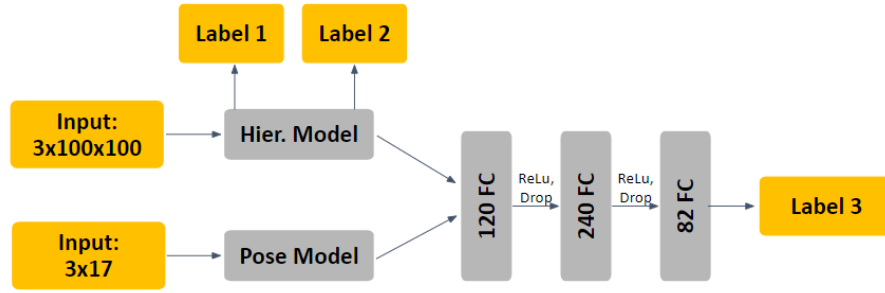 Label 1
Label 2
Input:
3x100x100
Hier. Model
120 FC
ReLu,
Drop
240 FC
ReLu,
Drop
82 FC
Label 3
Input:
3x17
Pose Model